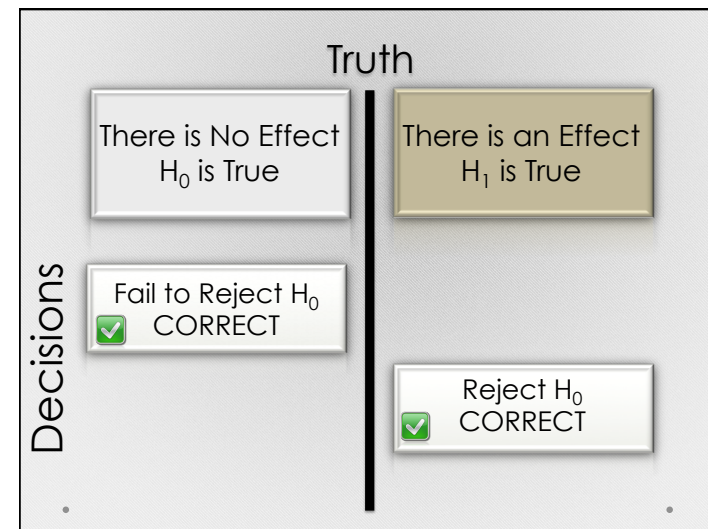 Truth
There is No Effect
H₀ is True
There is an Effect
H₁ is True
Decisions
Fail to Reject H₀
CORRECT
Reject H₀
CORRECT